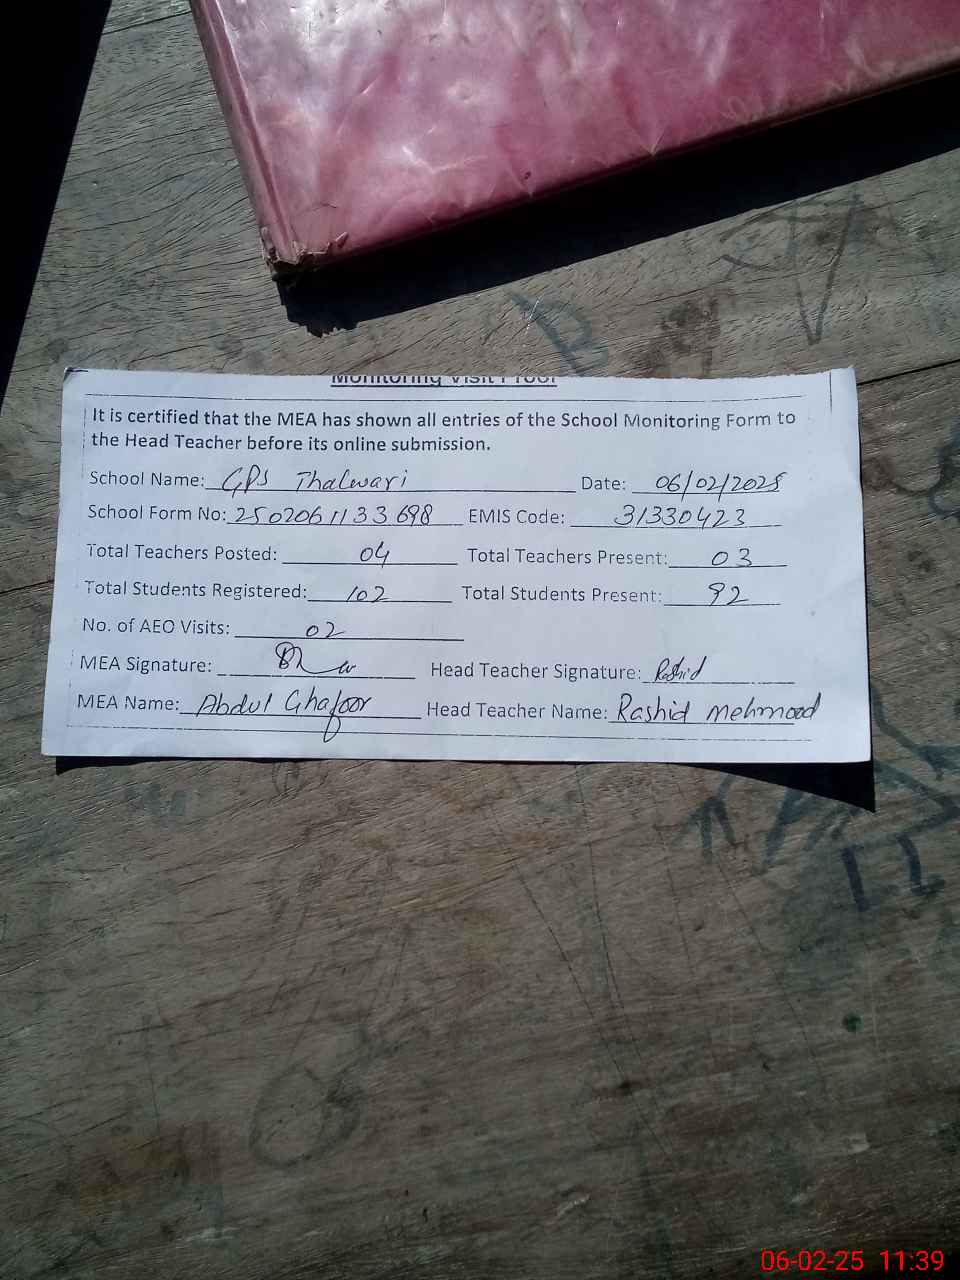 Monitoring Visit Proof
It is certified that the MEA has shown all entries of the School Monitoring Form to
the Head Teacher before its online submission.
School Name: GPS Thalwari Date: 06/02/2025
School Form No: 2502061133698 EMIS Code: 31330423
Total Teachers Posted: 04 Total Teachers Present: 03
Total Students Registered: 102 Total Students Present: 92
No. of AEO Visits: 02
MEA Signature: Head Teacher Signature: Rashid
MEA Name: Abdul Ghafoor Head Teacher Name: Rashid Mehmood
06-02-25 11:39